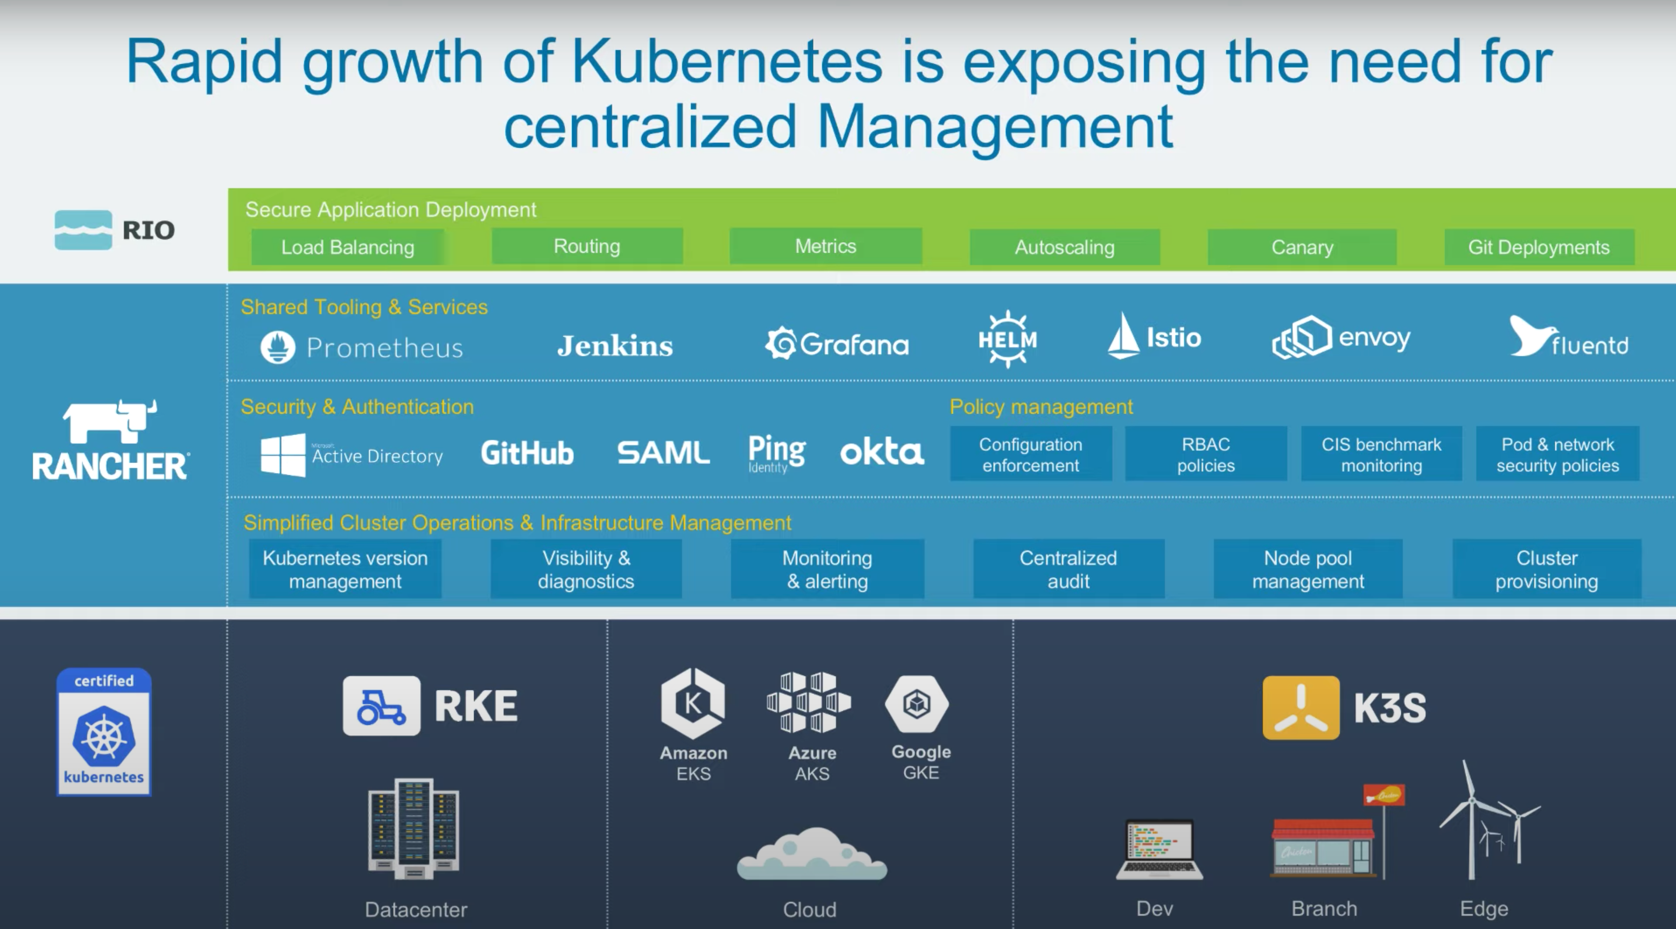 Rapid growth of Kubernetes is exposing the need for
centralized Management
RIO
Secure Application Deployment
Load Balancing
Routing
Metrics
Autoscaling
Canary
Git Deployments
RANCHER
Shared Tooling & Services
Prometheus
Jenkins
Grafana
HELM
Istio
envoy
fluentd
Security & Authentication
Microsoft
Active Directory
GitHub
SAML
Ping
Identity
okta
Policy management
Configuration
enforcement
RBAC
policies
CIS benchmark
monitoring
Pod & network
security policies
Simplified Cluster Operations & Infrastructure Management
Kubernetes version
management
Visibility &
diagnostics
Monitoring
& alerting
Centralized
audit
Node pool
management
Cluster
provisioning
certified
kubernetes
RKE
Datacenter
K
Amazon
EKS
Azure
AKS
Google
GKE
Cloud
K3S
Dev
Branch
Edge